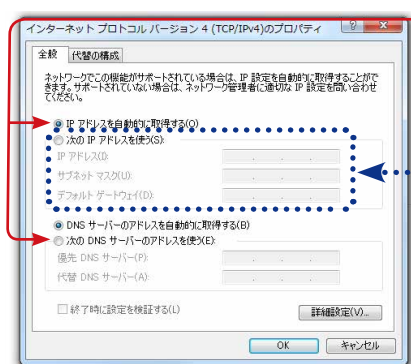 インターネット プロトコル バージョン 4 (TCP/IPv4)のプロパティ
全般 代替の構成
ネットワークでこの機能がサポートされている場合は、IP 設定を自動的に取得することがで
きます。サポートされていない場合は、ネットワーク管理者に適切な IP 設定を問い合わせ
てください。
IP アドレスを自動的に取得する(O)
次の IP アドレスを使う(S):
IP アドレス(I):
サブネット マスク(U):
デフォルト ゲートウェイ(D):
DNS サーバーのアドレスを自動的に取得する(B)
次の DNS サーバーのアドレスを使う(E):
優先 DNS サーバー(P):
代替 DNS サーバー(A):
終了時に設定を検証する(L)
詳細設定(V)...
OK キャンセル